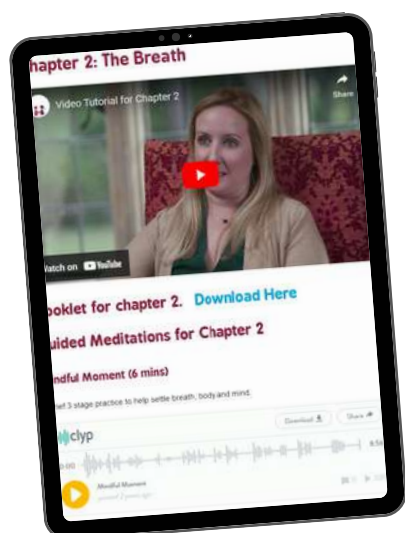 hapter 2: The Breath
Video Tutorial for Chapter 2
Share
Watch on YouTube
ooklet for chapter 2. Download Here
uided Meditations for Chapter 2
ndful Moment (6 mins)
ief 3 stage practice to help settle breath, body and mind.
clyp
Download
Share
Mindful Moment